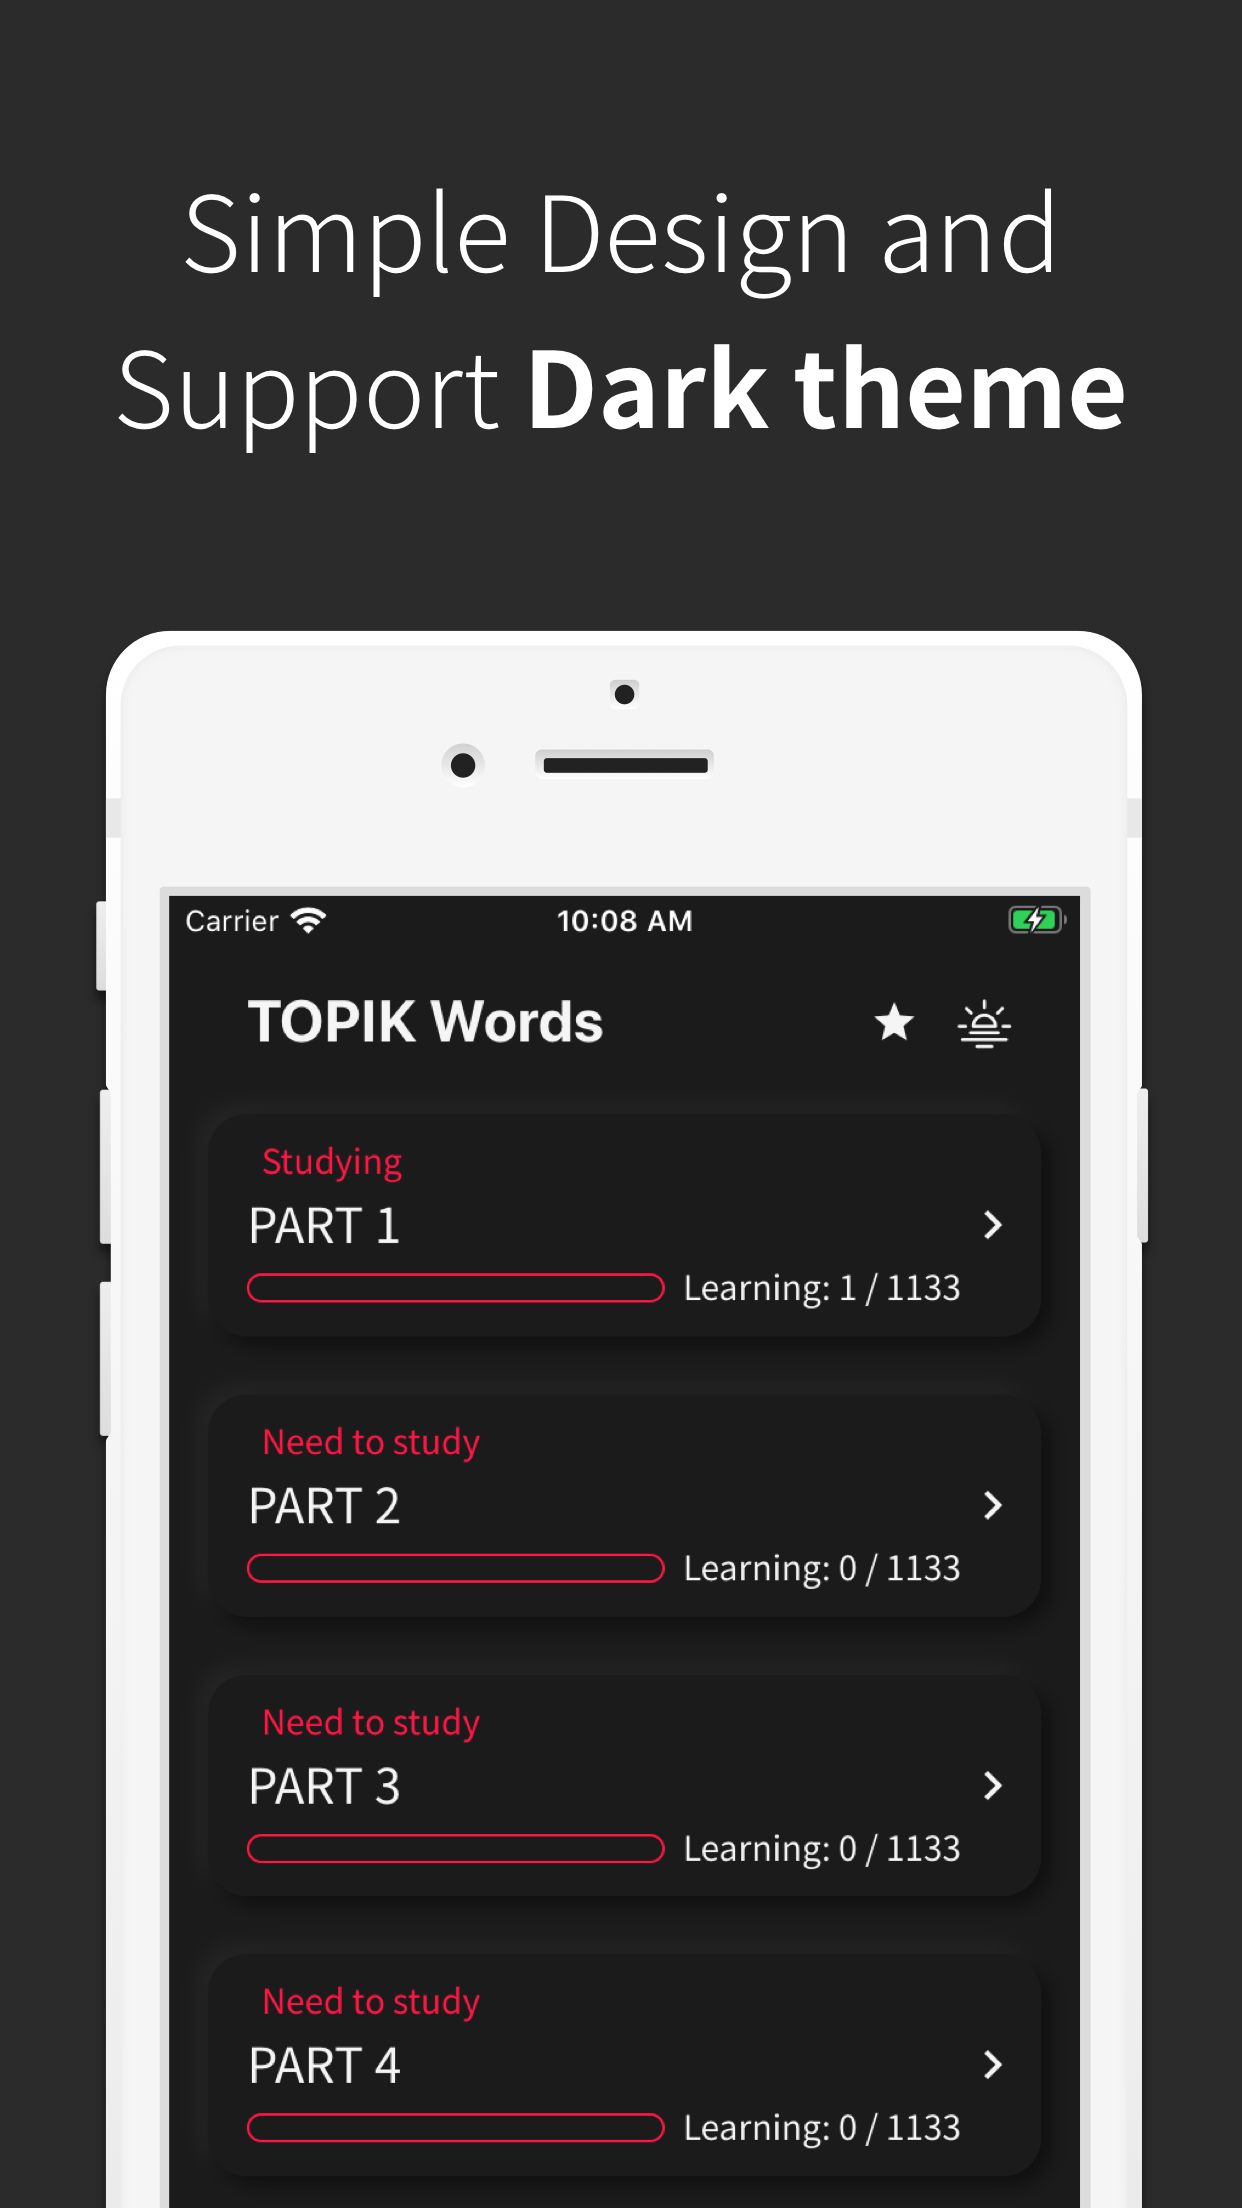 Simple Design and
Support Dark theme
Carrier 10:08 AM
TOPIK Words
Studying
PART 1
Learning: 1 / 1133
Need to study
PART 2
Learning: 0 / 1133
Need to study
PART 3
Learning: 0 / 1133
Need to study
PART 4
Learning: 0 / 1133